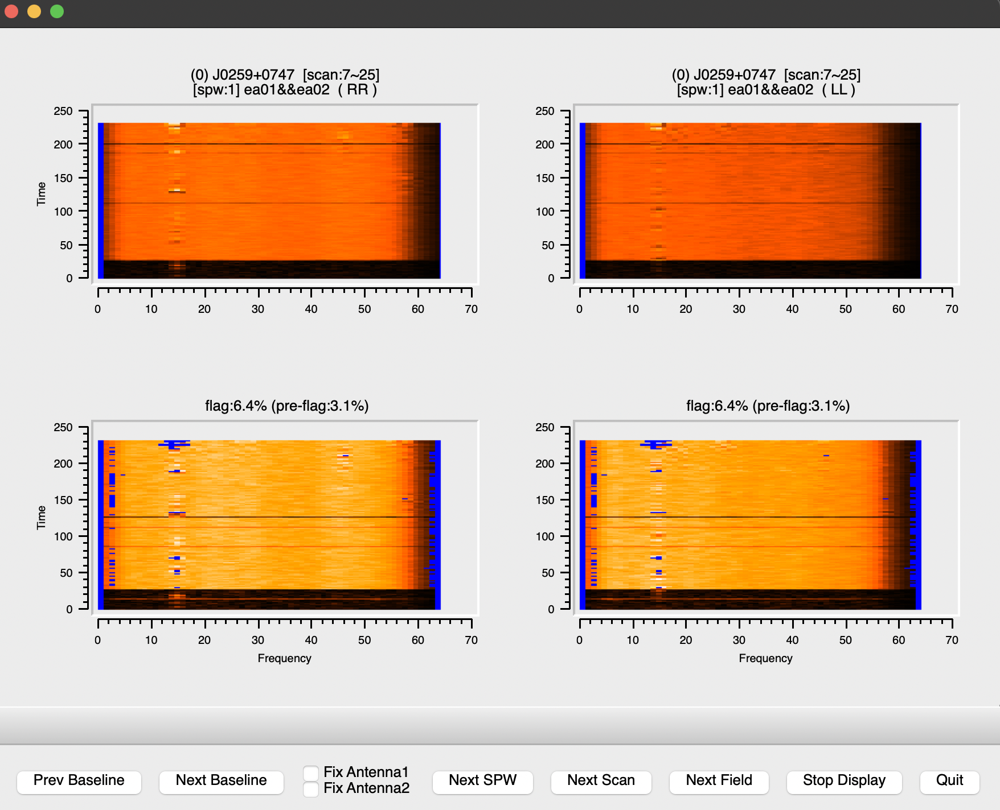 (0) J0259+0747  [scan:7~25]
[spw:1] ea01&&ea02  ( RR )
250
200
150
100
50
0
Time
0 10 20 30 40 50 60 70
(0) J0259+0747  [scan:7~25]
[spw:1] ea01&&ea02  ( LL )
250
200
150
100
50
0
0 10 20 30 40 50 60 70
flag:6.4% (pre-flag:3.1%)
250
200
150
100
50
0
Time
0 10 20 30 40 50 60 70
Frequency
flag:6.4% (pre-flag:3.1%)
250
200
150
100
50
0
0 10 20 30 40 50 60 70
Frequency
Prev Baseline
Next Baseline
Fix Antenna1
Fix Antenna2
Next SPW
Next Scan
Next Field
Stop Display
Quit